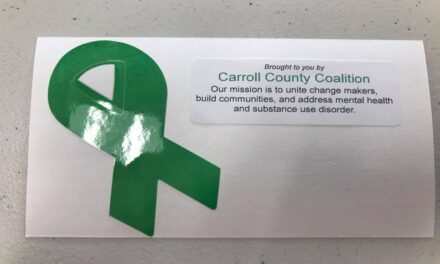 Brought to you by
Carroll County Coalition
Our mission is to unite change makers,
build communities, and address mental health
and substance use disorder.